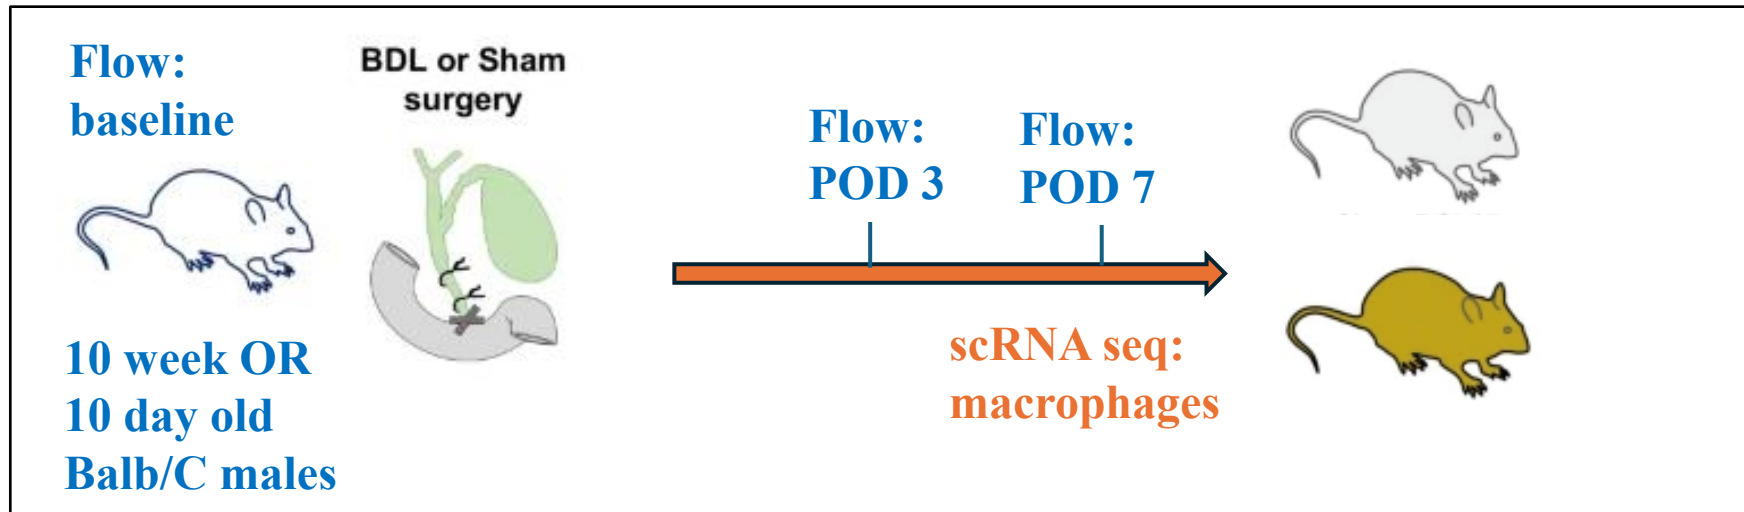 Flow:
baseline
BDL or Sham
surgery
Flow:
POD 3
Flow:
POD 7
10 week OR
10 day old
Balb/C males
scRNA seq:
macrophages